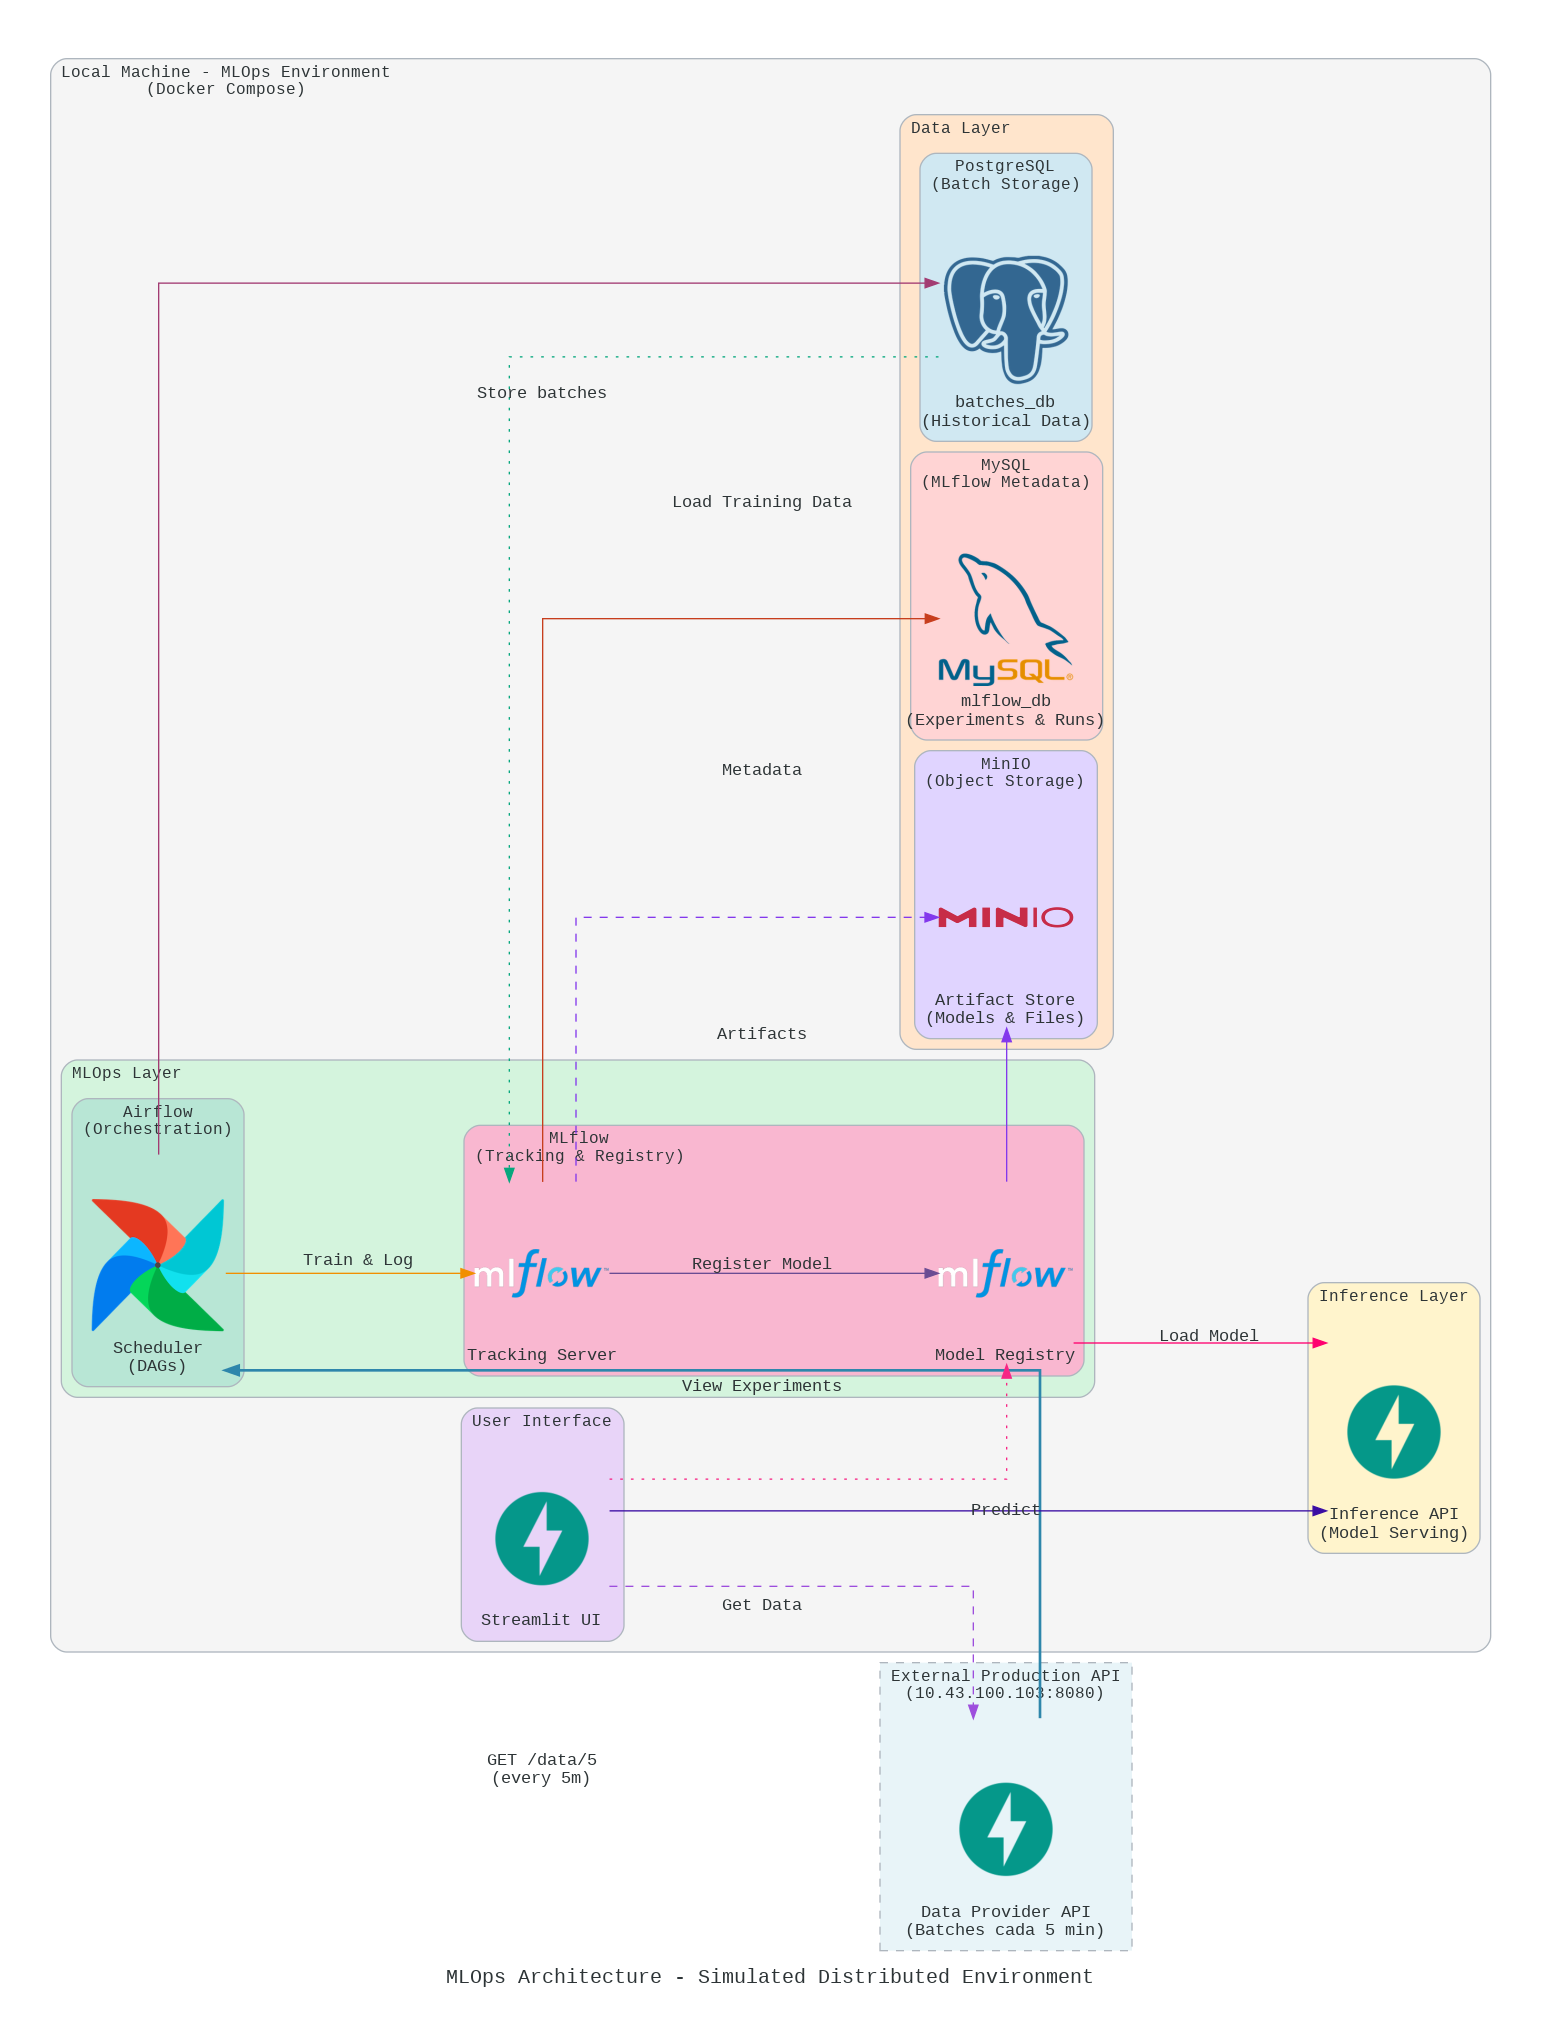 Local Machine - MLOps Environment
(Docker Compose)
Data Layer
PostgreSQL
(Batch Storage)
Store batches
batches_db
(Historical Data)
MySQL
(MLflow Metadata)
Load Training Data
MySQL®
mlflow_db
(Experiments & Runs)
Metadata
MinIO
(Object Storage)
MINIO
Artifact Store
(Models & Files)
Artifacts
MLOps Layer
Airflow
(Orchestration)
MLflow
(Tracking & Registry)
Train & Log
mlflow™
Register Model
mlflow™
Scheduler
(DAGs)
Tracking Server
Model Registry
Load Model
View Experiments
Inference Layer
Inference API
(Model Serving)
User Interface
Predict
Get Data
Streamlit UI
External Production API
(10.43.100.103:8080)
GET /data/5
(every 5m)
Data Provider API
(Batches cada 5 min)
MLOps Architecture - Simulated Distributed Environment